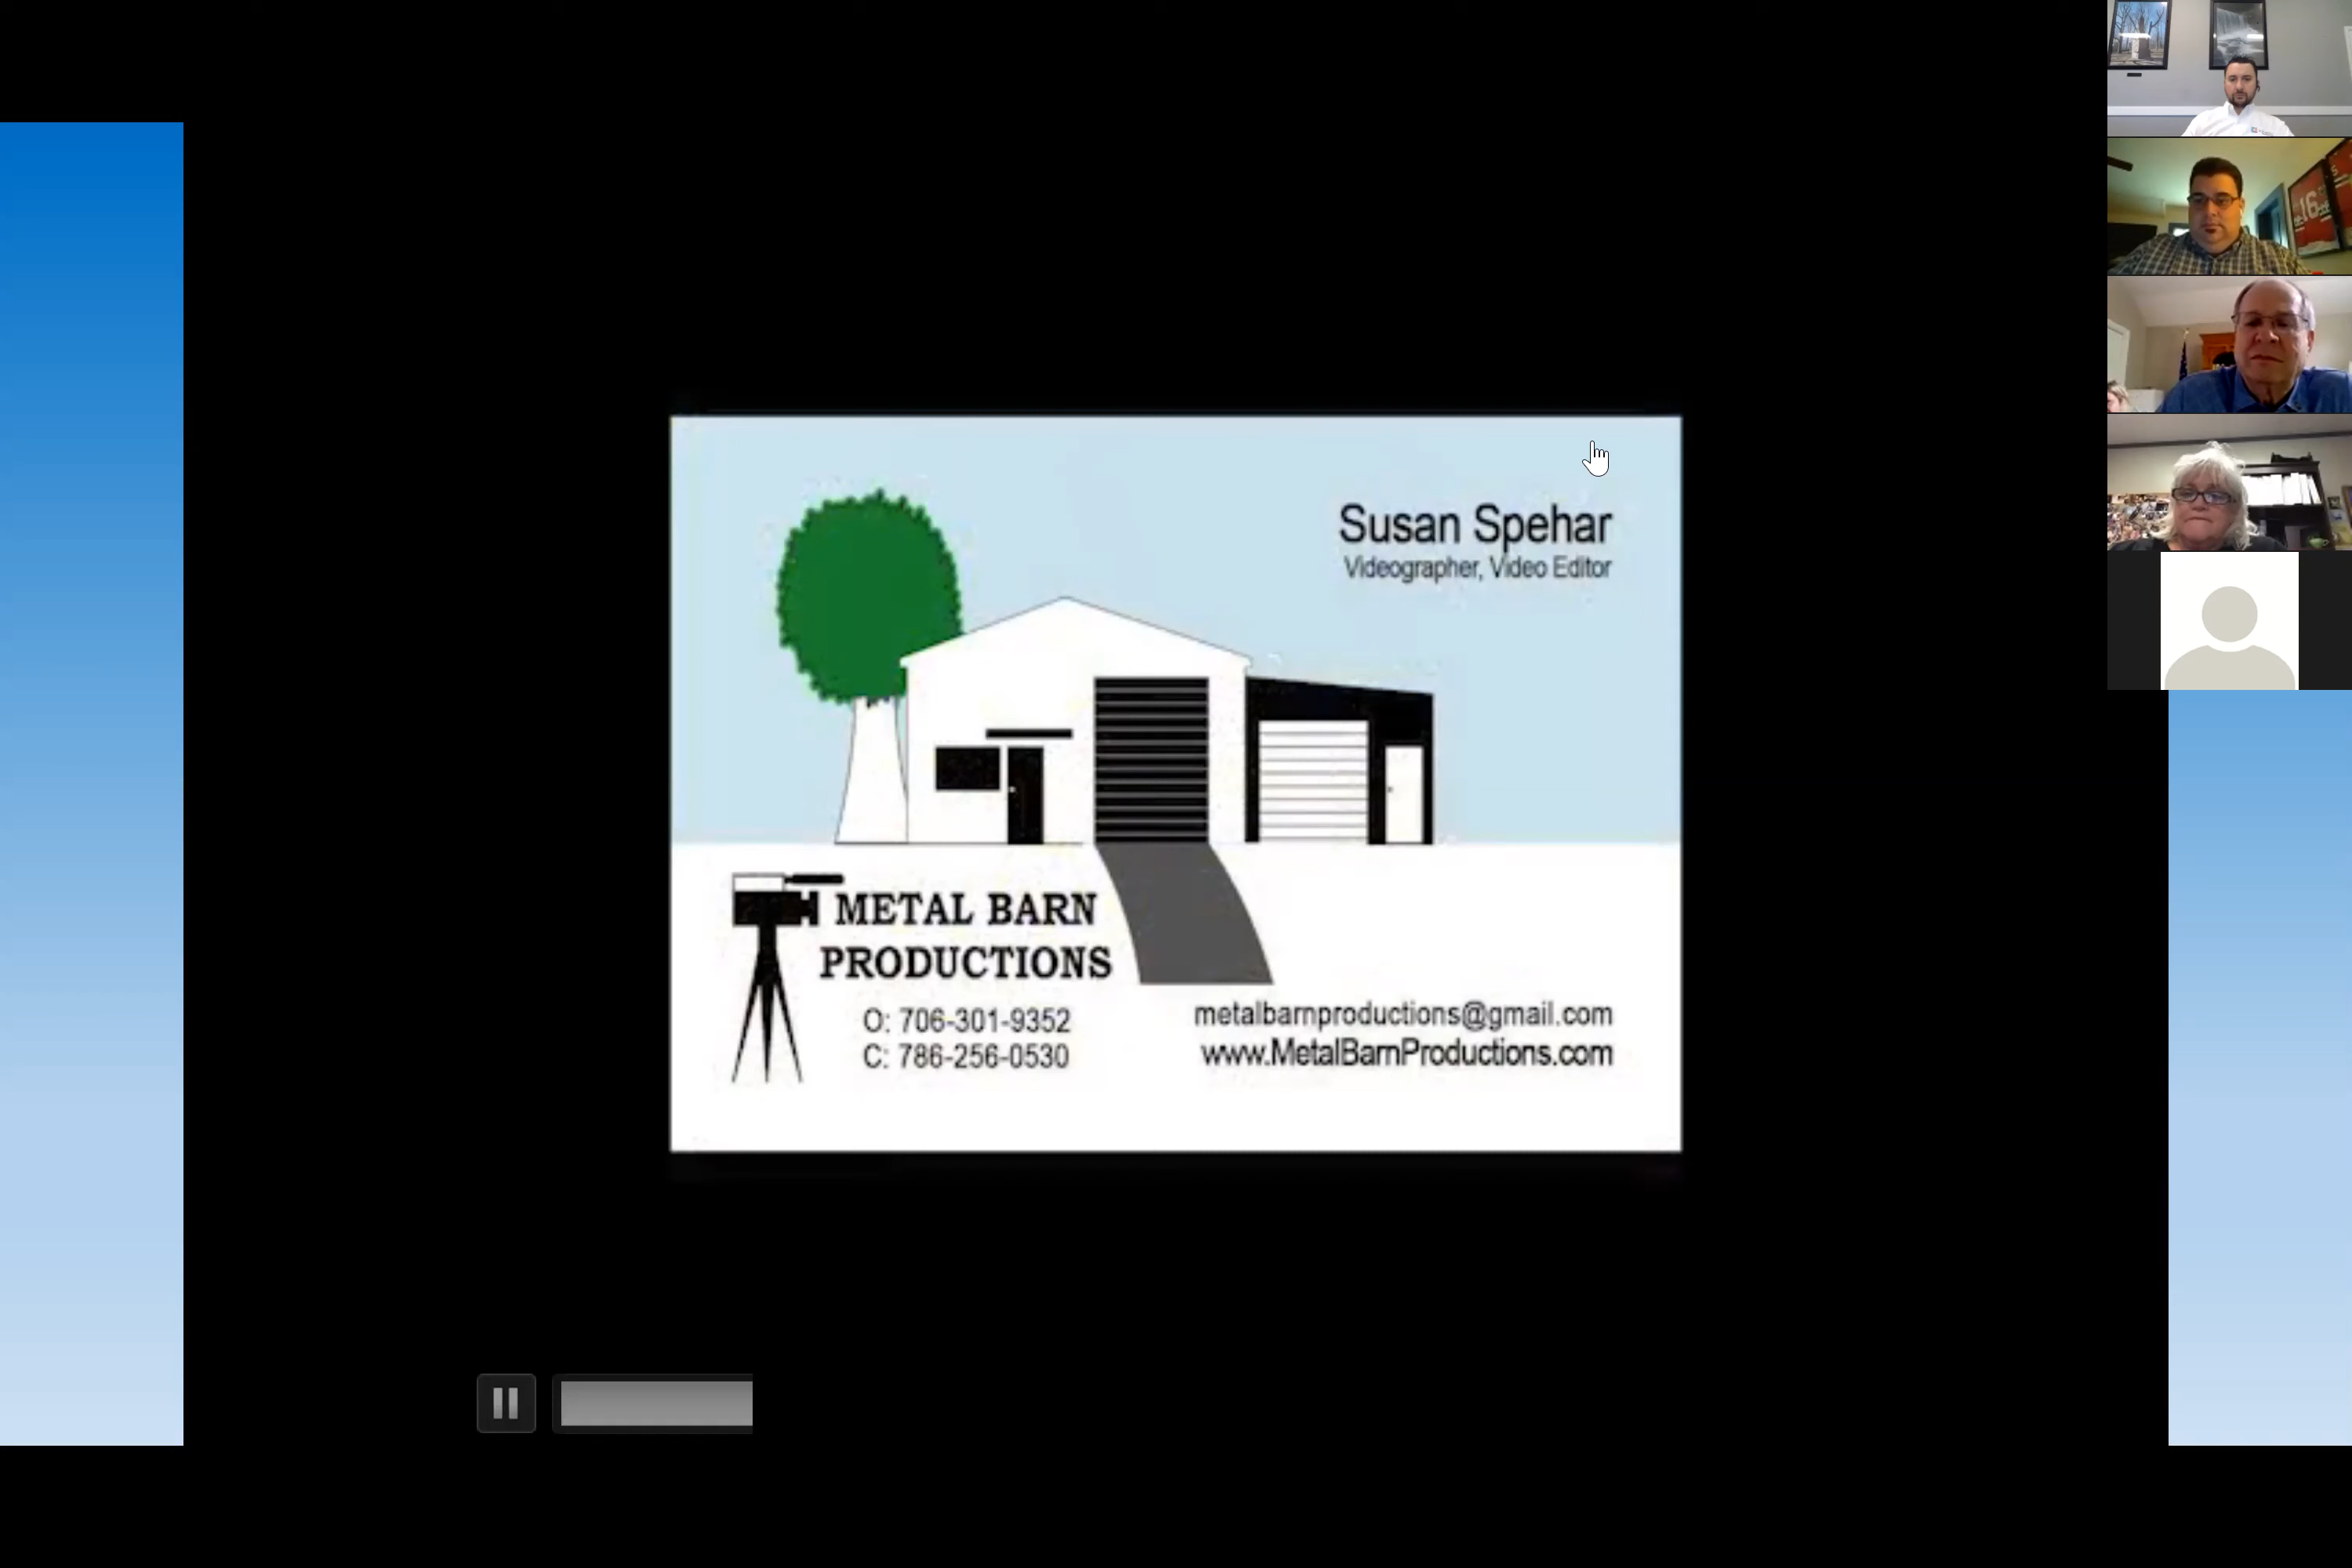 Susan Spehar
Videographer, Video Editor
METAL BARN
PRODUCTIONS
O: 706-301-9352
C: 786-256-0530
metalbarnproductions@gmail.com
www.MetalBarnProductions.com
16